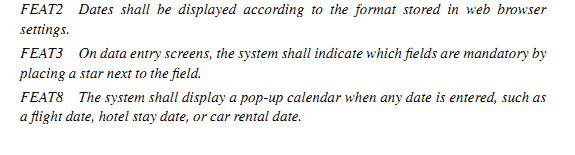 FEAT2 Dates shall be displayed according to the format stored in web browser
settings.
FEAT3 On data entry screens, the system shall indicate which fields are mandatory by
placing a star next to the field.
FEAT8 The system shall display a pop-up calendar when any date is entered, such as
a flight date, hotel stay date, or car rental date.